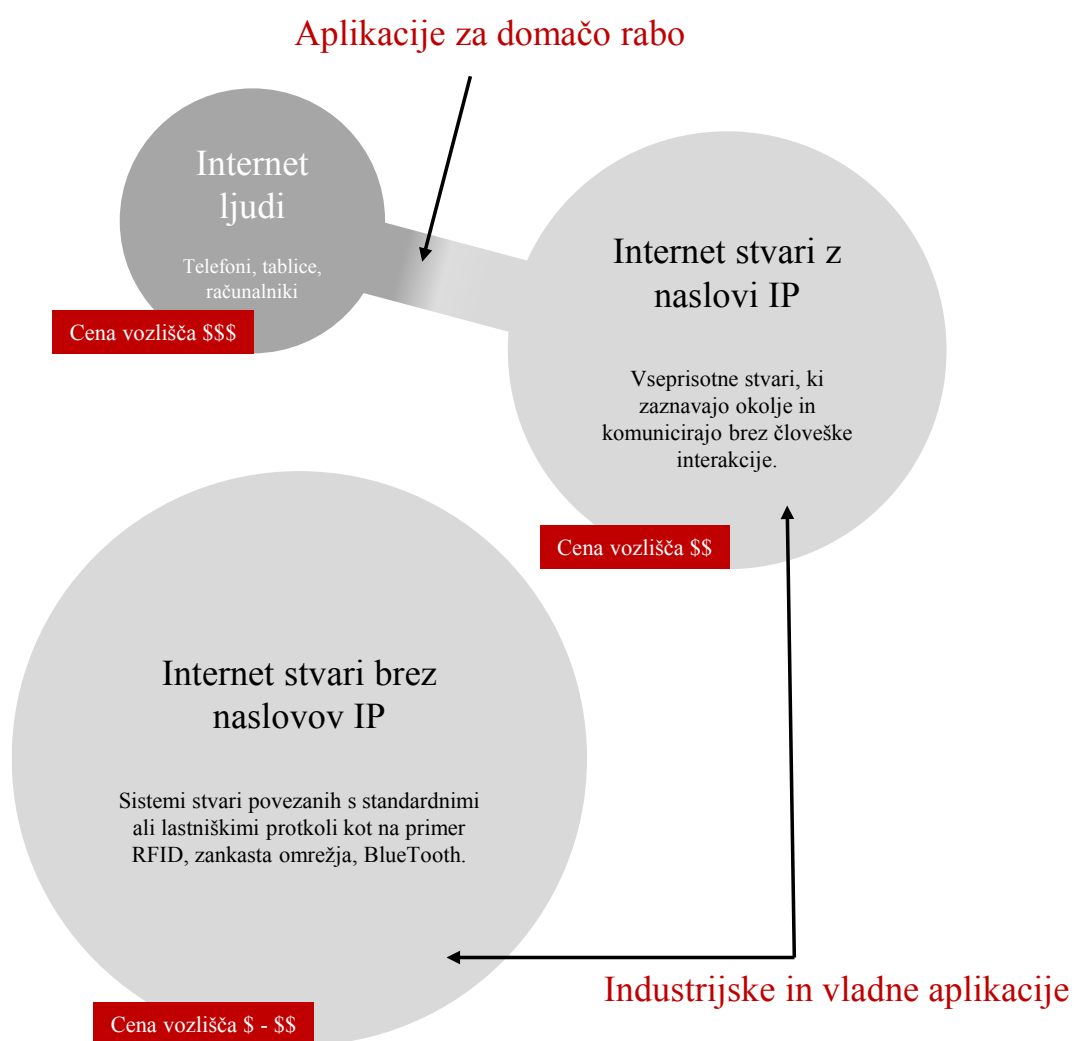 Aplikacije za domačo rabo
Internet
ljudi
Telefoni, tablice,
računalniki
Cena vozlišča $$$
Internet stvari z
naslovi IP
Vseprisotne stvari, ki
zaznavajo okolje in
komunicirajo brez človeške
interakcije.
Cena vozlišča $$
Internet stvari brez
naslovov IP
Sistemi stvari povezanih s standardnimi
ali lastniškimi protkoli kot na primer
RFID, zankasta omrežja, BlueTooth.
Industrijske in vladne aplikacije
Cena vozlišča $ - $$